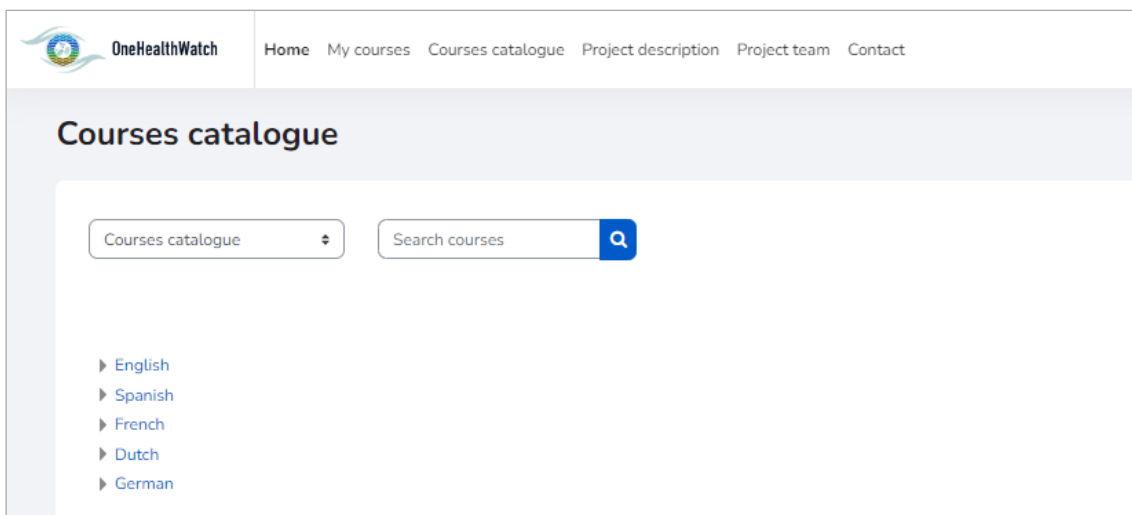 OneHealthWatch Home My courses Courses catalogue Project description Project team Contact
Courses catalogue
Courses catalogue Search courses
English
Spanish
French
Dutch
German